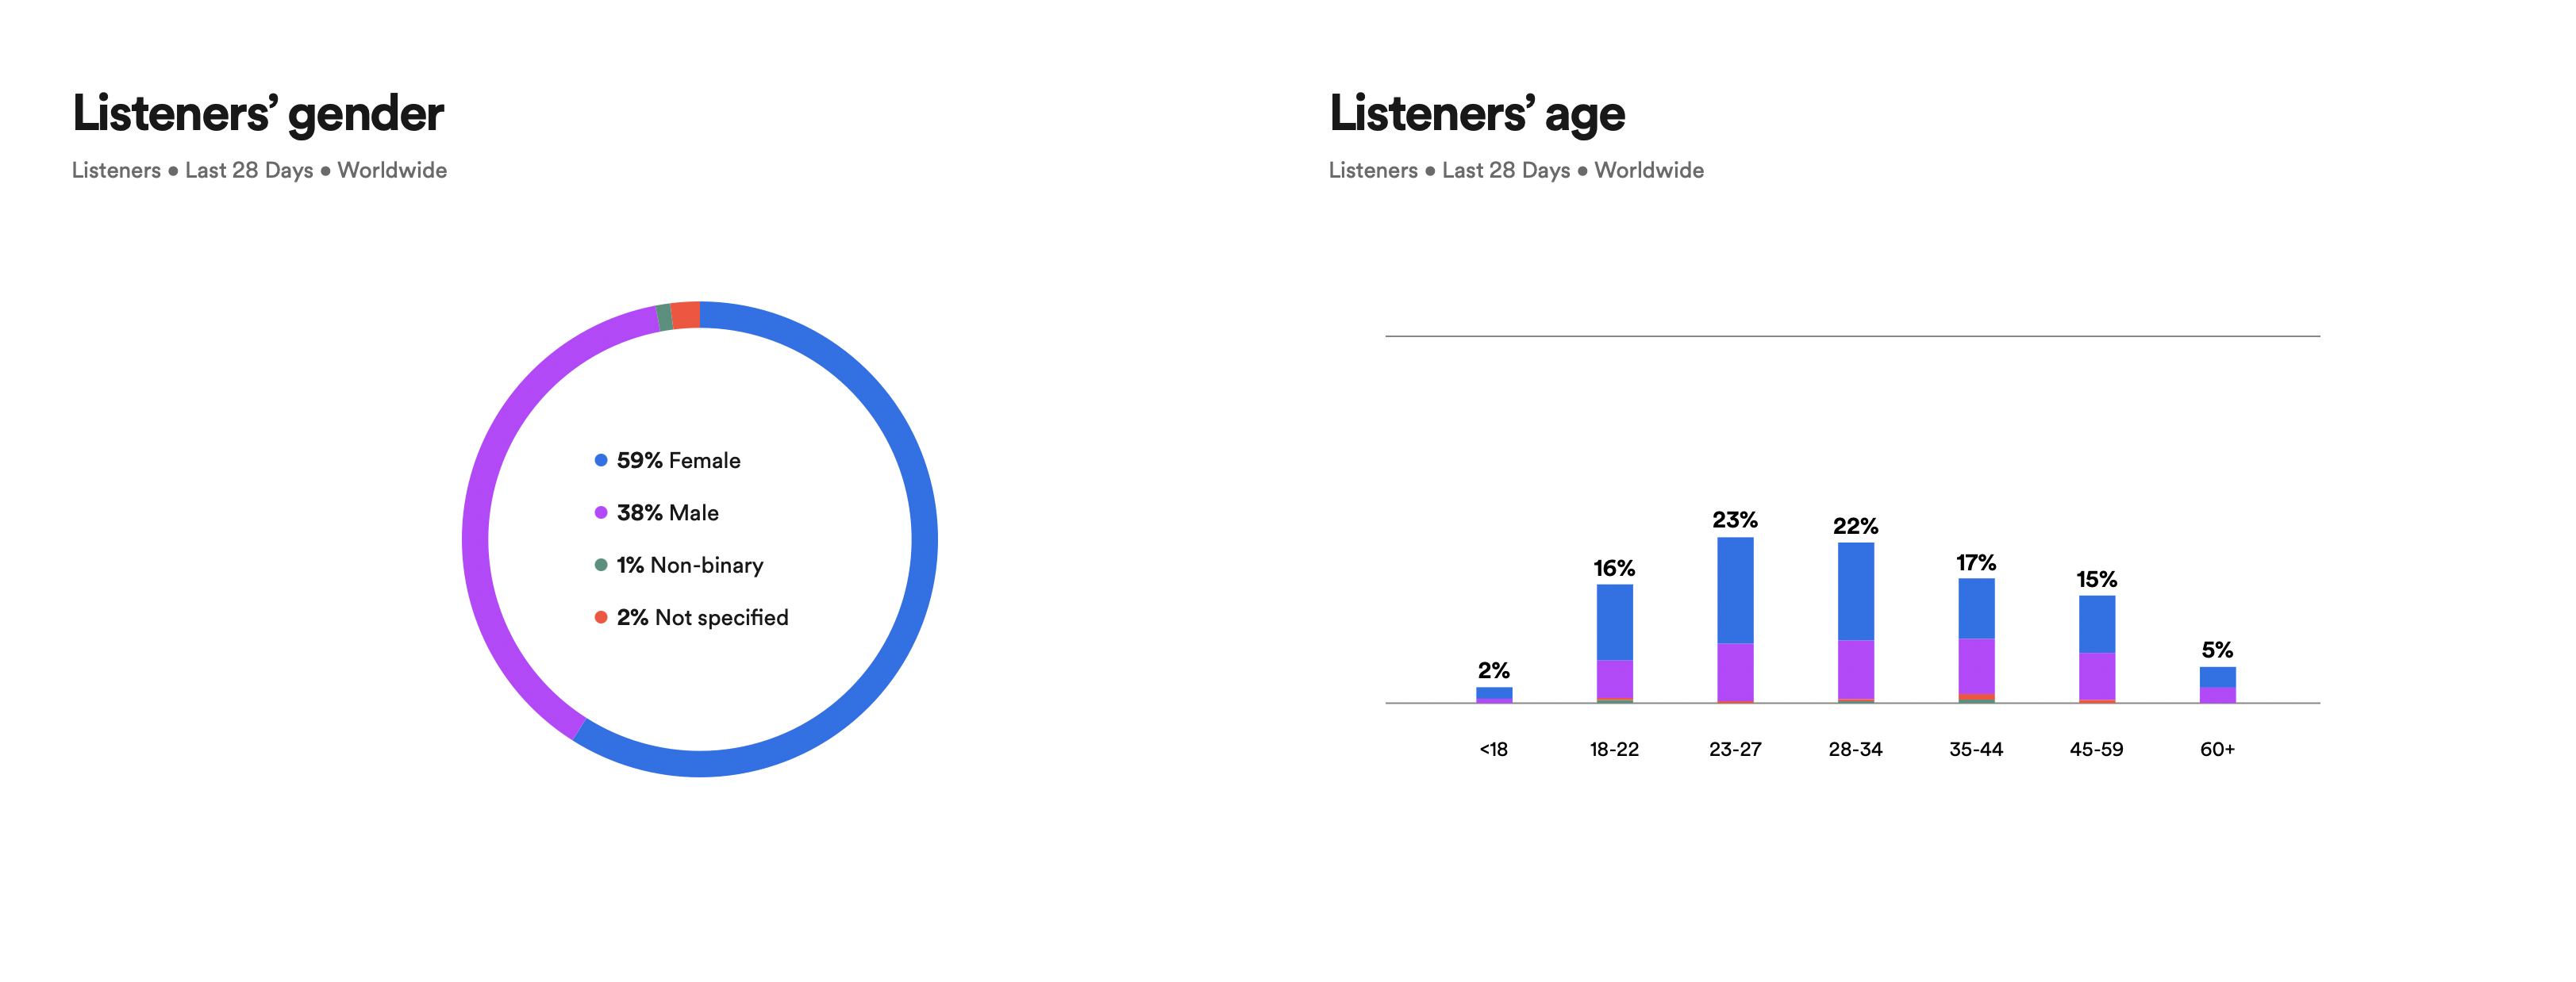 Listeners’ gender
Listeners • Last 28 Days • Worldwide
59% Female
38% Male
1% Non-binary
2% Not specified
Listeners’ age
Listeners • Last 28 Days • Worldwide
2%
16%
23%
22%
17%
15%
5%
<18
18-22
23-27
28-34
35-44
45-59
60+